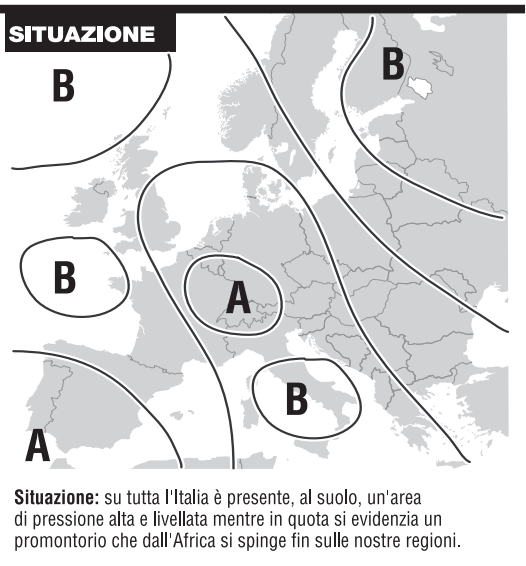 SITUAZIONE
B
B
B
A
B
A
Situazione: su tutta l'Italia è presente, al suolo, un'area
di pressione alta e livellata mentre in quota si evidenzia un
promontorio che dall'Africa si spinge fin sulle nostre regioni.